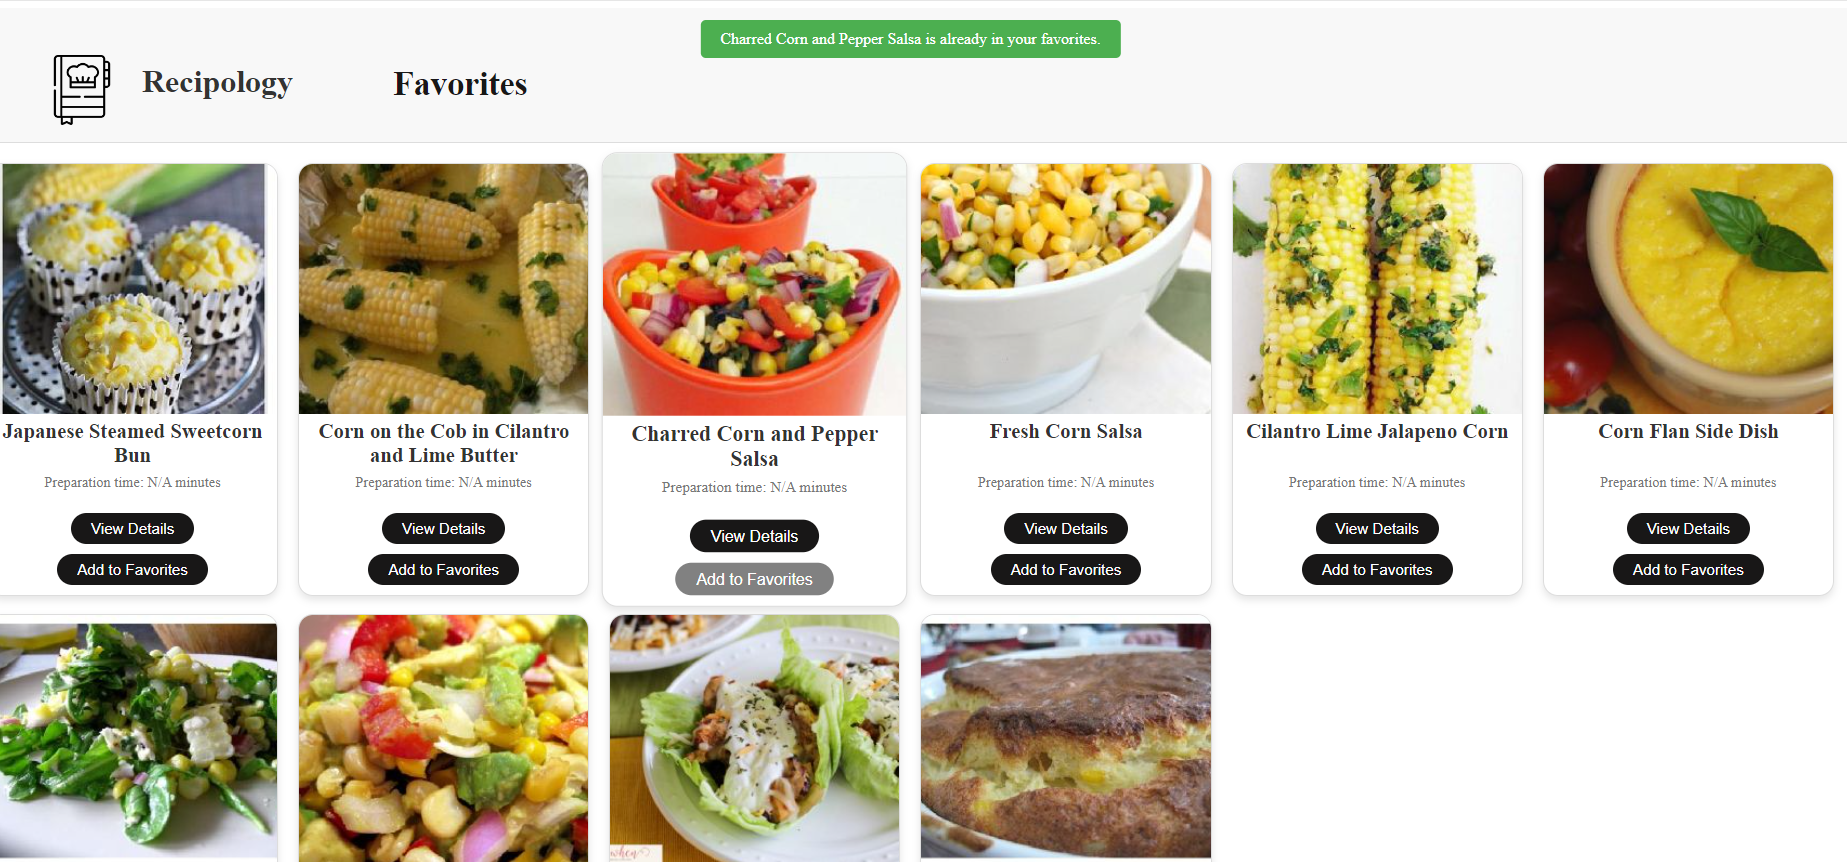 Charred Corn and Pepper Salsa is already in your favorites.
Recipology
Favorites
Japanese Steamed Sweetcorn
Bun
Preparation time: N/A minutes
View Details
Add to Favorites
Corn on the Cob in Cilantro
and Lime Butter
Preparation time: N/A minutes
View Details
Add to Favorites
Charred Corn and Pepper
Salsa
Preparation time: N/A minutes
View Details
Add to Favorites
Fresh Corn Salsa
Preparation time: N/A minutes
View Details
Add to Favorites
Cilantro Lime Jalapeno Corn
Preparation time: N/A minutes
View Details
Add to Favorites
Corn Flan Side Dish
Preparation time: N/A minutes
View Details
Add to Favorites